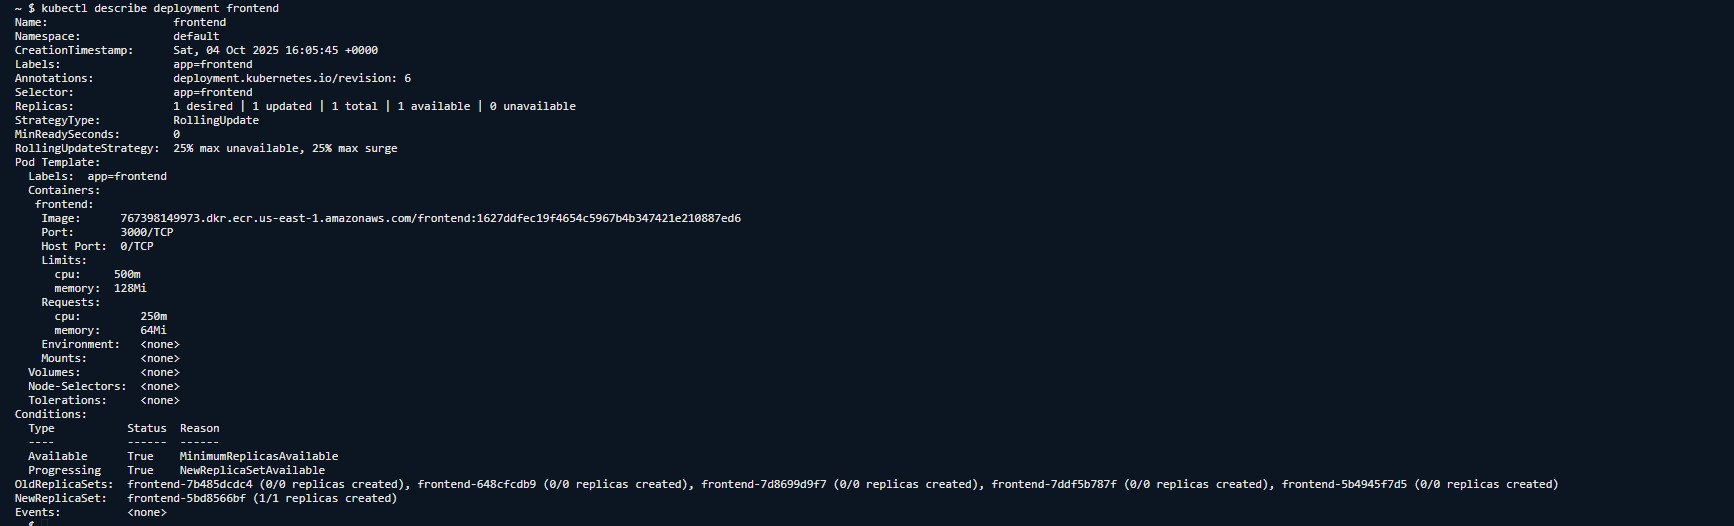 ~ $ kubectl describe deployment frontend
Name:                   frontend
Namespace:              default
CreationTimestamp:      Sat, 04 Oct 2025 16:05:45 +0000
Labels:                 app=frontend
Annotations:            deployment.kubernetes.io/revision: 6
Selector:               app=frontend
Replicas:               1 desired | 1 updated | 1 total | 1 available | 0 unavailable
StrategyType:           RollingUpdate
MinReadySeconds:        0
RollingUpdateStrategy:  25% max unavailable, 25% max surge
Pod Template:
  Labels:  app=frontend
  Containers:
   frontend:
    Image:      767398149973.dkr.ecr.us-east-1.amazonaws.com/frontend:1627ddfec19f4654c5967b4b347421e210887ed6
    Port:       3000/TCP
    Host Port:  0/TCP
    Limits:
      cpu:     500m
      memory:  128Mi
    Requests:
      cpu:         250m
      memory:      64Mi
    Environment:   <none>
    Mounts:        <none>
  Volumes:         <none>
  Node-Selectors:  <none>
  Tolerations:     <none>
Conditions:
  Type           Status  Reason
  ----           ------  ------
  Available      True    MinimumReplicasAvailable
  Progressing    True    NewReplicaSetAvailable
OldReplicaSets:  frontend-7b485dcdc4 (0/0 replicas created), frontend-648cfcdb9 (0/0 replicas created), frontend-7d8699d9f7 (0/0 replicas created), frontend-7ddf5b787f (0/0 replicas created), frontend-5b4945f7d5 (0/0 replicas created)
NewReplicaSet:   frontend-5bd8566bf (1/1 replicas created)
Events:          <none>